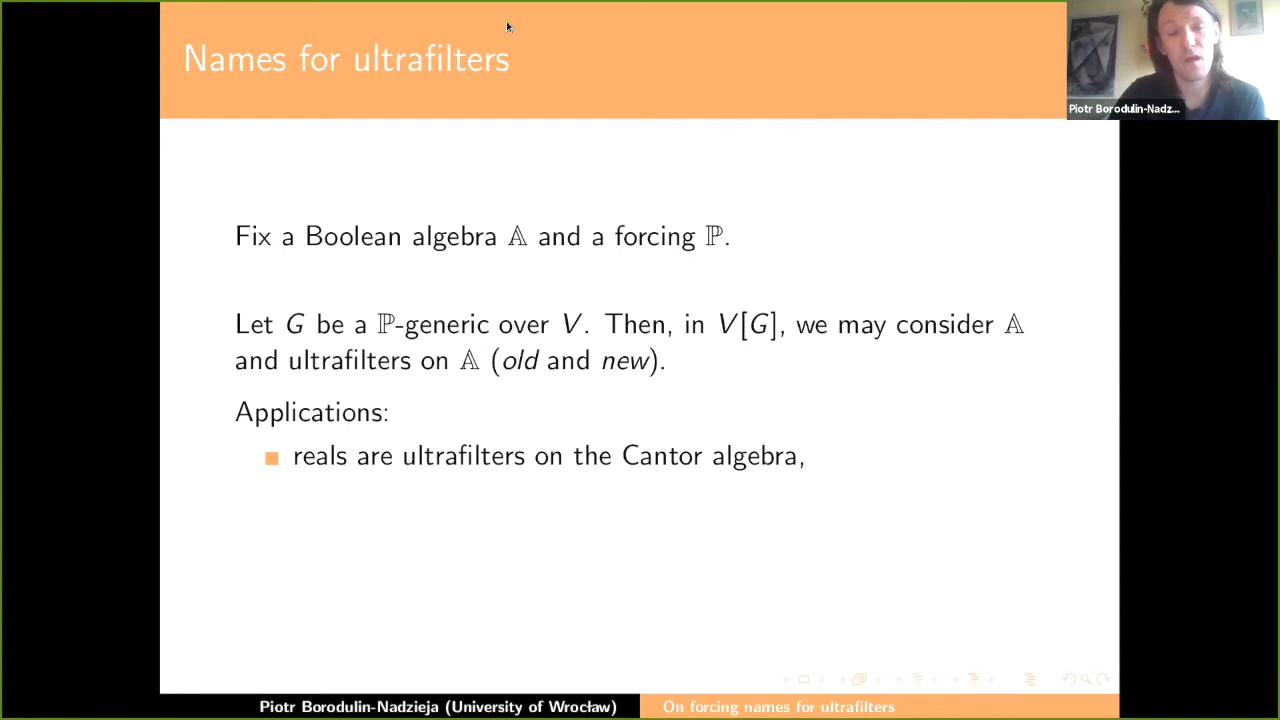 Names for ultrafilters
Piotr Borodulin-Nadz...
Fix a Boolean algebra 𝔸 and a forcing ℙ.
Let G be a ℙ-generic over V. Then, in V[G], we may consider 𝔸
and ultrafilters on 𝔸 (old and new).
Applications:
reals are ultrafilters on the Cantor algebra,
Piotr Borodulin-Nadzieja (University of Wrocław)
On forcing names for ultrafilters